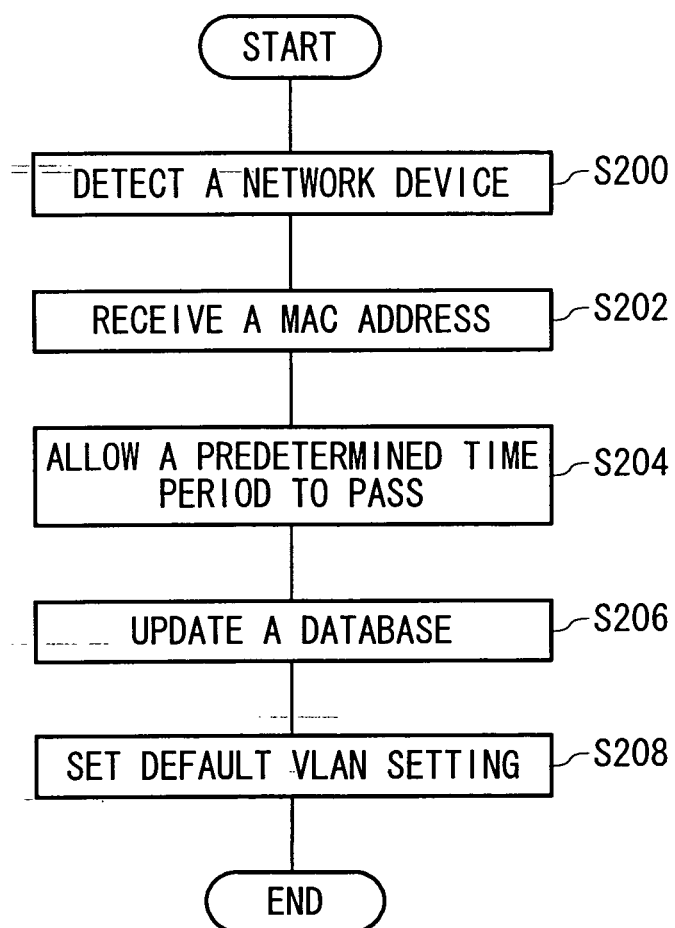 START
DETECT A NETWORK DEVICE
S200
RECEIVE A MAC ADDRESS
S202
ALLOW A PREDETERMINED TIME
PERIOD TO PASS
S204
UPDATE A DATABASE
S206
SET DEFAULT VLAN SETTING
S208
END